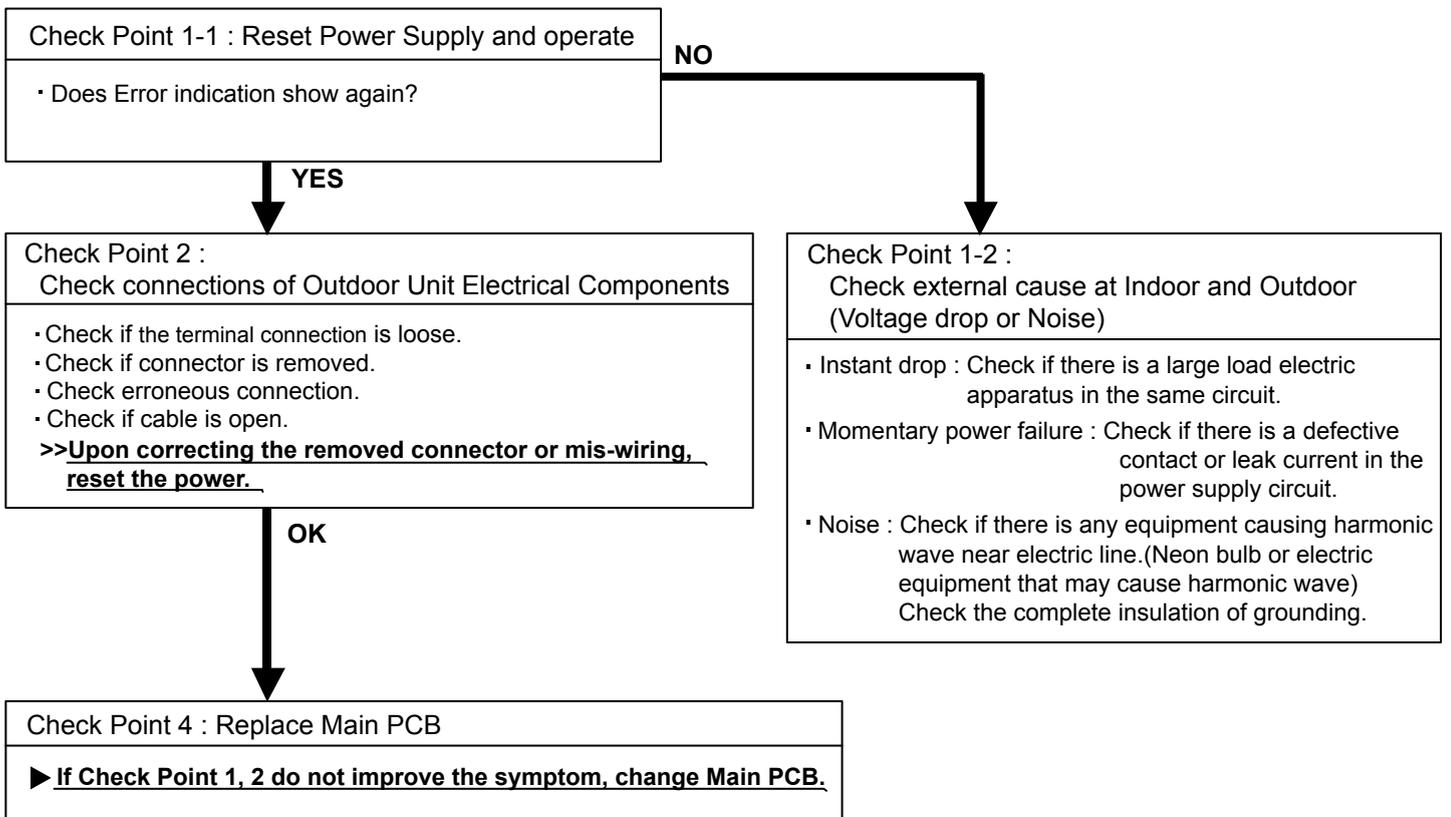 Check Point 1-1 : Reset Power Supply and operate
· Does Error indication show again?
NO
YES
Check Point 2 :
Check connections of Outdoor Unit Electrical Components
· Check if the terminal connection is loose.
· Check if connector is removed.
· Check erroneous connection.
· Check if cable is open.
>>Upon correcting the removed connector or mis-wiring,
reset the power.
OK
Check Point 1-2 :
Check external cause at Indoor and Outdoor
(Voltage drop or Noise)
· Instant drop : Check if there is a large load electric
apparatus in the same circuit.
· Momentary power failure : Check if there is a defective
contact or leak current in the
power supply circuit.
· Noise : Check if there is any equipment causing harmonic
wave near electric line.(Neon bulb or electric
equipment that may cause harmonic wave)
Check the complete insulation of grounding.
Check Point 4 : Replace Main PCB
▶ If Check Point 1, 2 do not improve the symptom, change Main PCB.